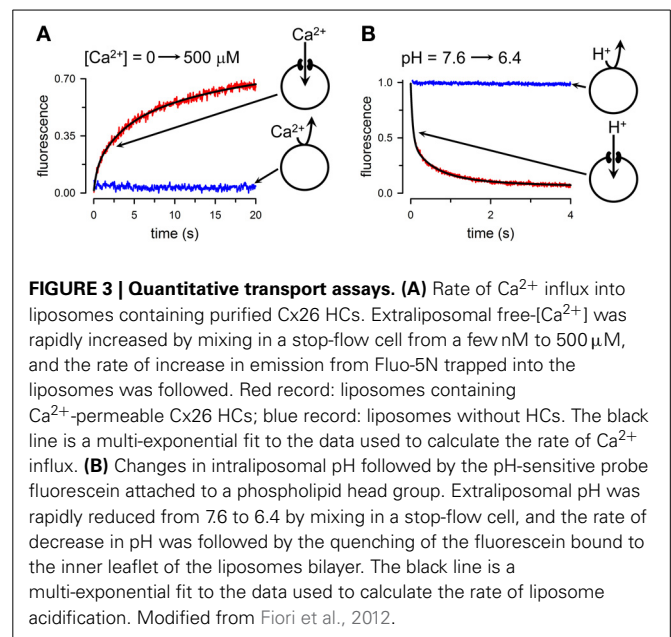 A
[Ca²⁺] = 0 → 500 μM
Ca²⁺
0.70
0.35
0.00
fluorescence
Ca²⁺
0 5 10 15 20
time (s)
B
pH = 7.6 → 6.4
H⁺
1.0
0.5
0.0
fluorescence
H⁺
0 2 4
time (s)
FIGURE 3 | Quantitative transport assays. (A) Rate of Ca²⁺ influx into
liposomes containing purified Cx26 HCs. Extraliposomal free-[Ca²⁺] was
rapidly increased by mixing in a stop-flow cell from a few nM to 500 μM,
and the rate of increase in emission from Fluo-5N trapped into the
liposomes was followed. Red record: liposomes containing
Ca²⁺-permeable Cx26 HCs; blue record: liposomes without HCs. The black
line is a multi-exponential fit to the data used to calculate the rate of Ca²⁺
influx. (B) Changes in intraliposomal pH followed by the pH-sensitive probe
fluorescein attached to a phospholipid head group. Extraliposomal pH was
rapidly reduced from 7.6 to 6.4 by mixing in a stop-flow cell, and the rate of
decrease in pH was followed by the quenching of the fluorescein bound to
the inner leaflet of the liposomes bilayer. The black line is a
multi-exponential fit to the data used to calculate the rate of liposome
acidification. Modified from Fiori et al., 2012.